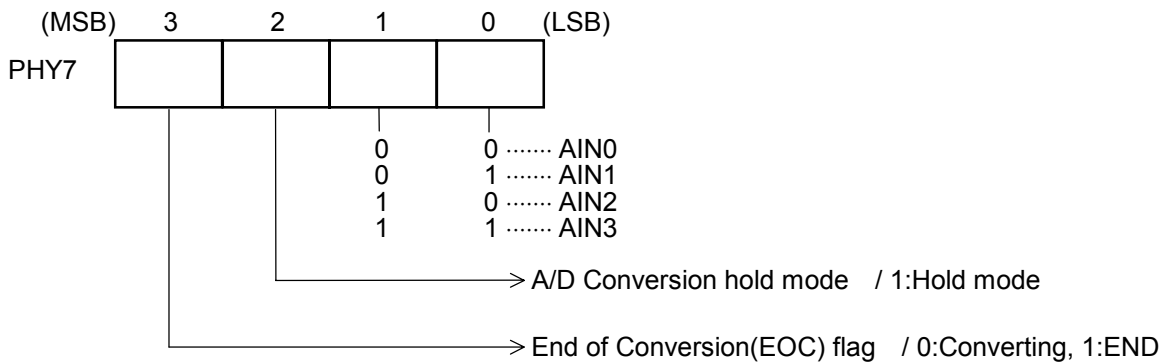 (MSB) 3 2 1 0 (LSB)
PHY7
0 0 ······· AIN0
0 1 ······· AIN1
1 0 ······· AIN2
1 1 ······· AIN3
A/D Conversion hold mode / 1:Hold mode
End of Conversion(EOC) flag / 0:Converting, 1:END